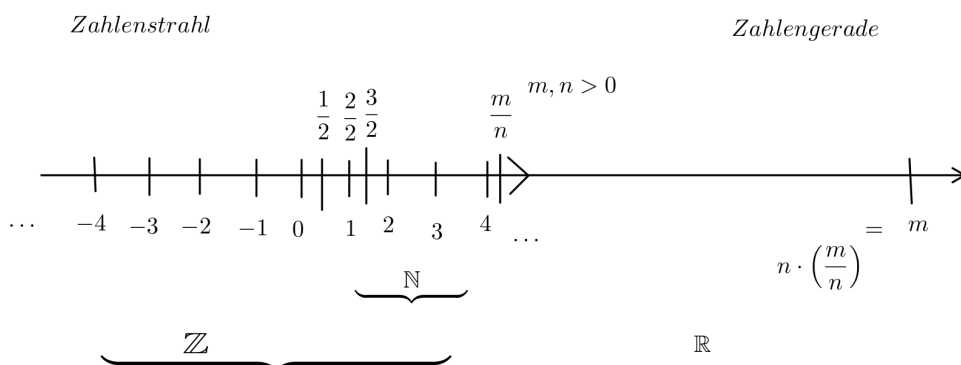 Zahlenstrahl Zahlengerade
m, n > 0
1/2 2/2 3/2 m/n
… −4 −3 −2 −1 0 1 2 3 4 … = m
n · (m/n)
ℕ
ℤ ℝ